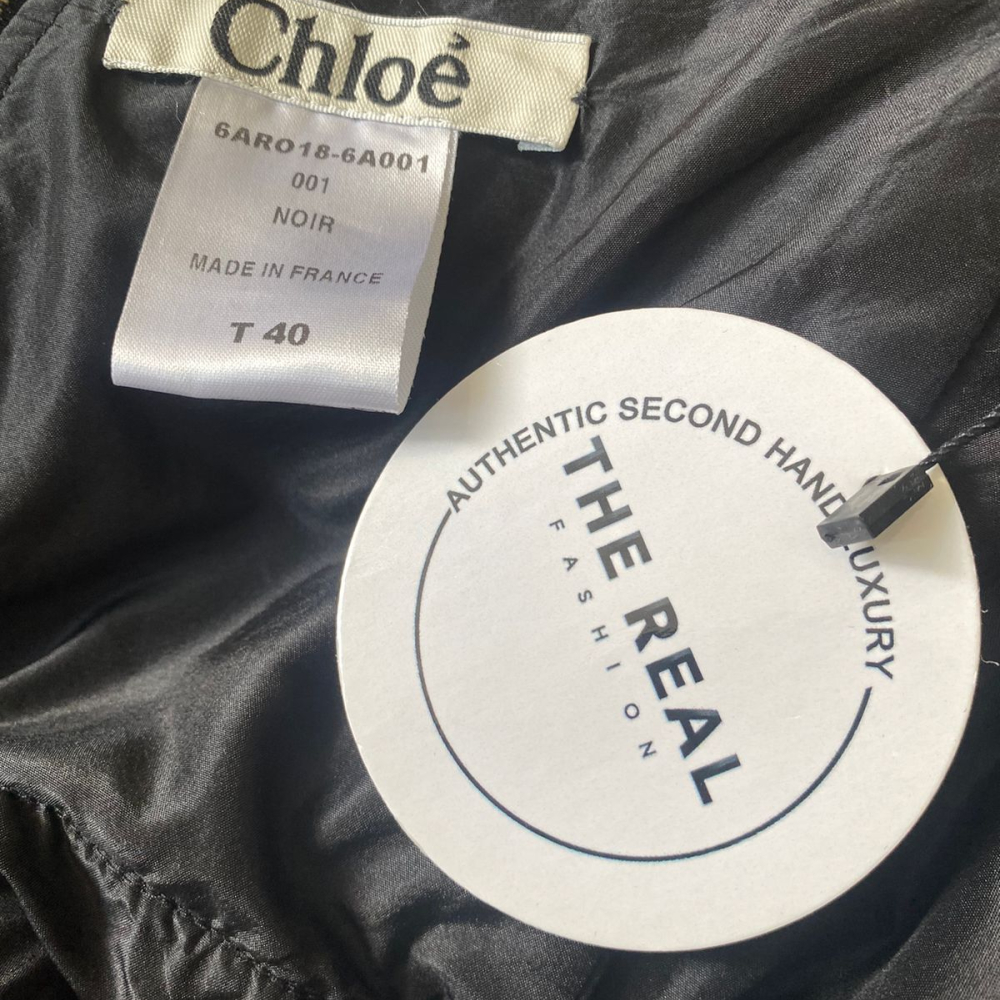 Chloé
6ARO18-6A001
001
NOIR
MADE IN FRANCE
T 40
AUTHENTIC SECOND HAND LUXURY
THE REAL
FASHION